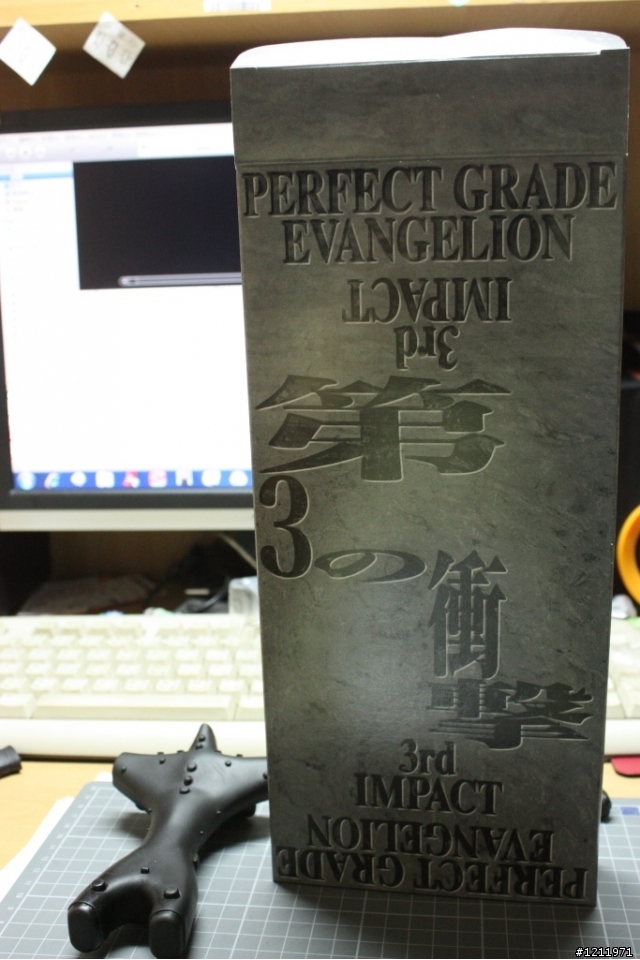 PERFECT GRADE
EVANGELION
IMPACT
3rd
第
3の
衝
撃
3rd
IMPACT
EVANGELION
PERFECT GRADE
#1211971